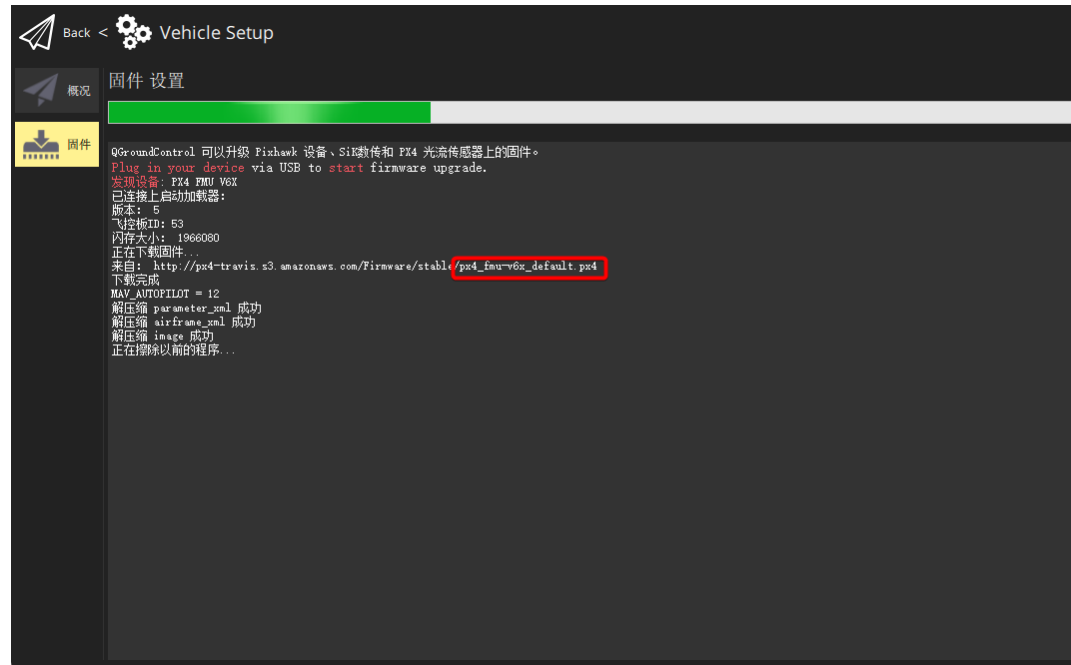 Back < Vehicle Setup
概况
固件 设置
固件
QGroundControl 可以升级 Pixhawk 设备、SiK数传和 PX4 光流传感器上的固件。
Plug in your device via USB to start firmware upgrade.
发现设备: PX4 FMU V6X
已连接上启动加载器:
版本: 5
飞控板ID: 53
闪存大小: 1966080
正在下载固件...
来自: http://px4-travis.s3.amazonaws.com/Firmware/stable/px4_fmu-v6x_default.px4
下载完成
MAV_AUTOPILOT = 12
解压缩 parameter_xml 成功
解压缩 airframe_xml 成功
解压缩 image 成功
正在擦除以前的程序...